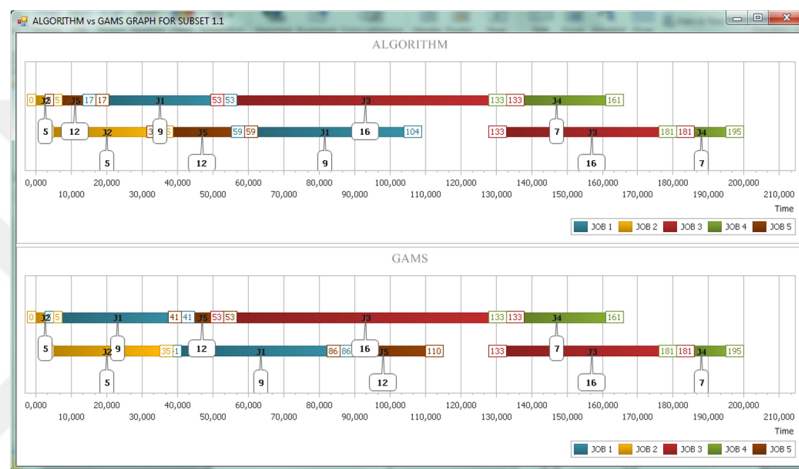 ALGORITHM vs GAMS GRAPH FOR SUBSET 1.1
ALGORITHM
0 J2 5 J5 17 17 J1 53 53 J3 133 133 J4 161
5 12 9 16 7
J2 J5 59 59 J1 104 133 J3 181 181 J4 195
5 12 9 16 7
0,000 20,000 40,000 60,000 80,000 100,000 120,000 140,000 160,000 180,000 200,000
10,000 30,000 50,000 70,000 90,000 110,000 130,000 150,000 170,000 190,000 210,000
Time
JOB 1 JOB 2 JOB 3 JOB 4 JOB 5
GAMS
0 J2 5 J1 41 41 J5 53 53 J3 133 133 J4 161
5 9 12 16 7
J2 35 J1 86 86 J5 110 133 J3 181 181 J4 195
5 9 12 16 7
0,000 20,000 40,000 60,000 80,000 100,000 120,000 140,000 160,000 180,000 200,000
10,000 30,000 50,000 70,000 90,000 110,000 130,000 150,000 170,000 190,000 210,000
Time
JOB 1 JOB 2 JOB 3 JOB 4 JOB 5